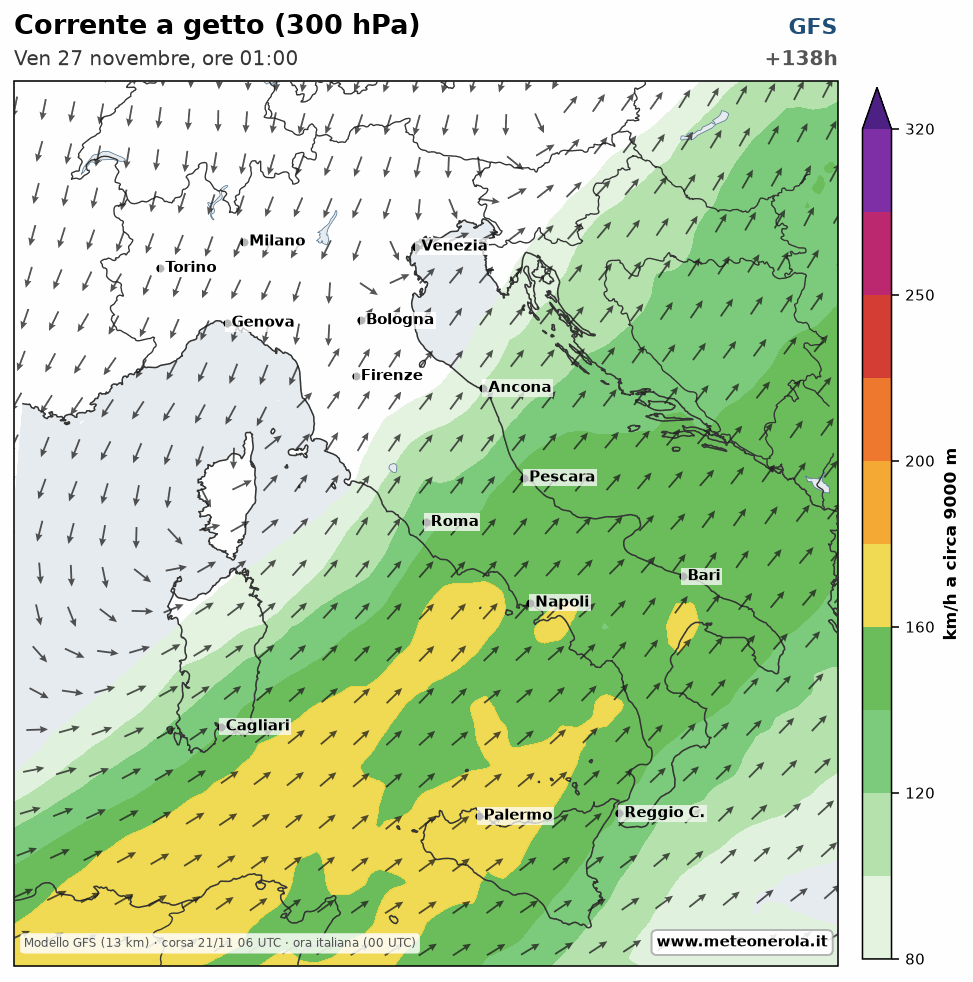 Corrente a getto (300 hPa)
GFS
Ven 27 novembre, ore 01:00
+138h
Milano
Venezia
Torino
Genova
Bologna
Firenze
Ancona
Pescara
Roma
Bari
Napoli
Cagliari
Palermo
Reggio C.
320
250
200
160
120
80
km/h a circa 9000 m
Modello GFS (13 km) · corsa 21/11 06 UTC · ora italiana (00 UTC)
www.meteonerola.it